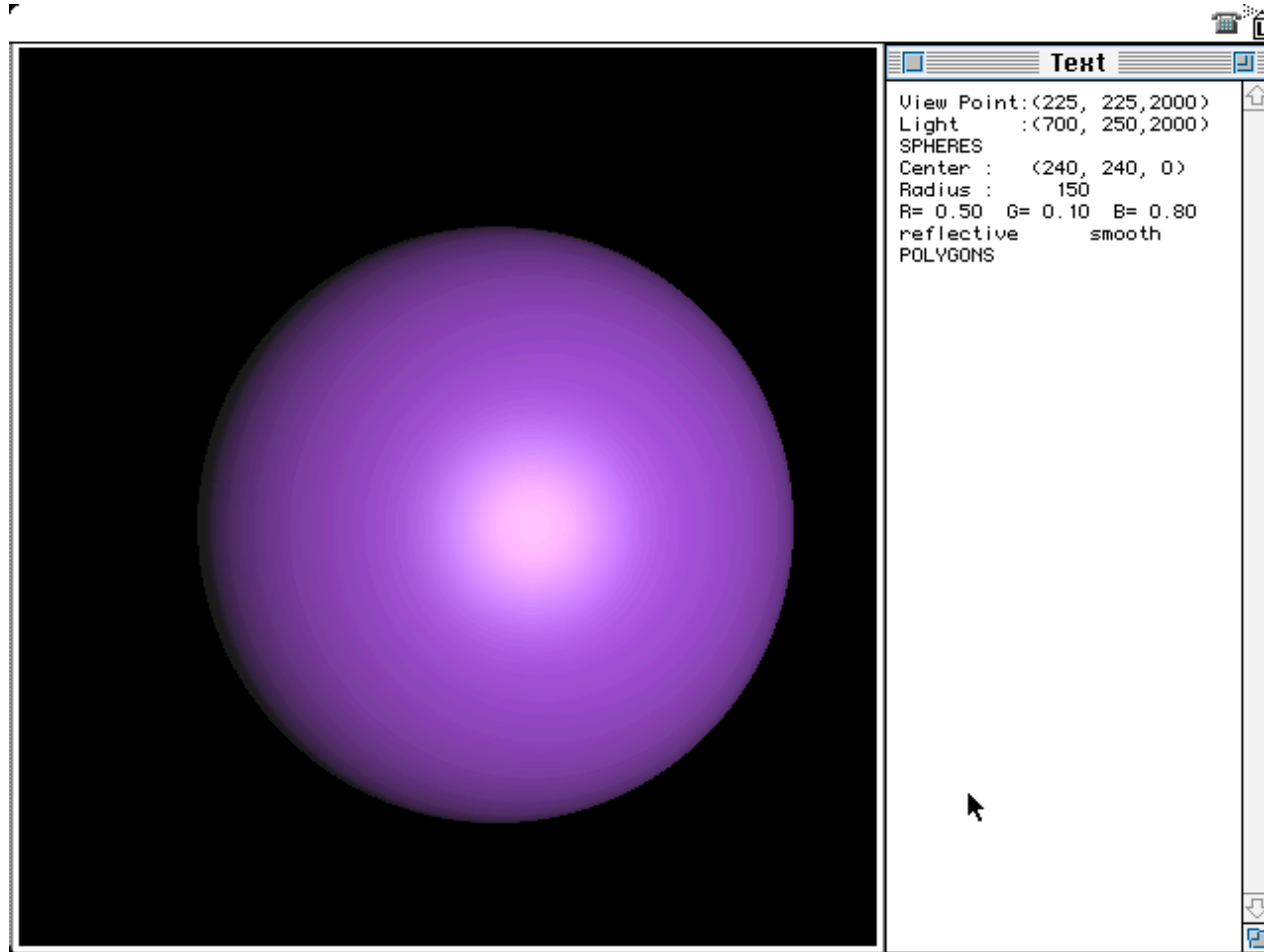 Text
View Point:(225, 225,2000)
Light     :(700, 250,2000)
SPHERES
Center :   (240, 240, 0)
Radius :      150
R= 0.50  G= 0.10  B= 0.80
reflective      smooth
POLYGONS